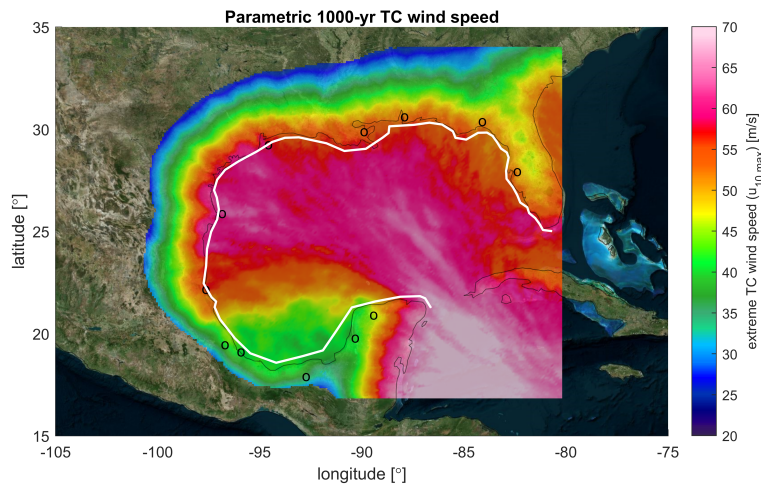 Parametric 1000-yr TC wind speed
35
30
25
20
15
latitude [°]
-105
-100
-95
-90
-85
-80
-75
longitude [°]
o
o
o
o
o
o
o
o
o
o
o
o
70
65
60
55
50
45
40
35
30
25
20
extreme TC wind speed (u10,max) [m/s]